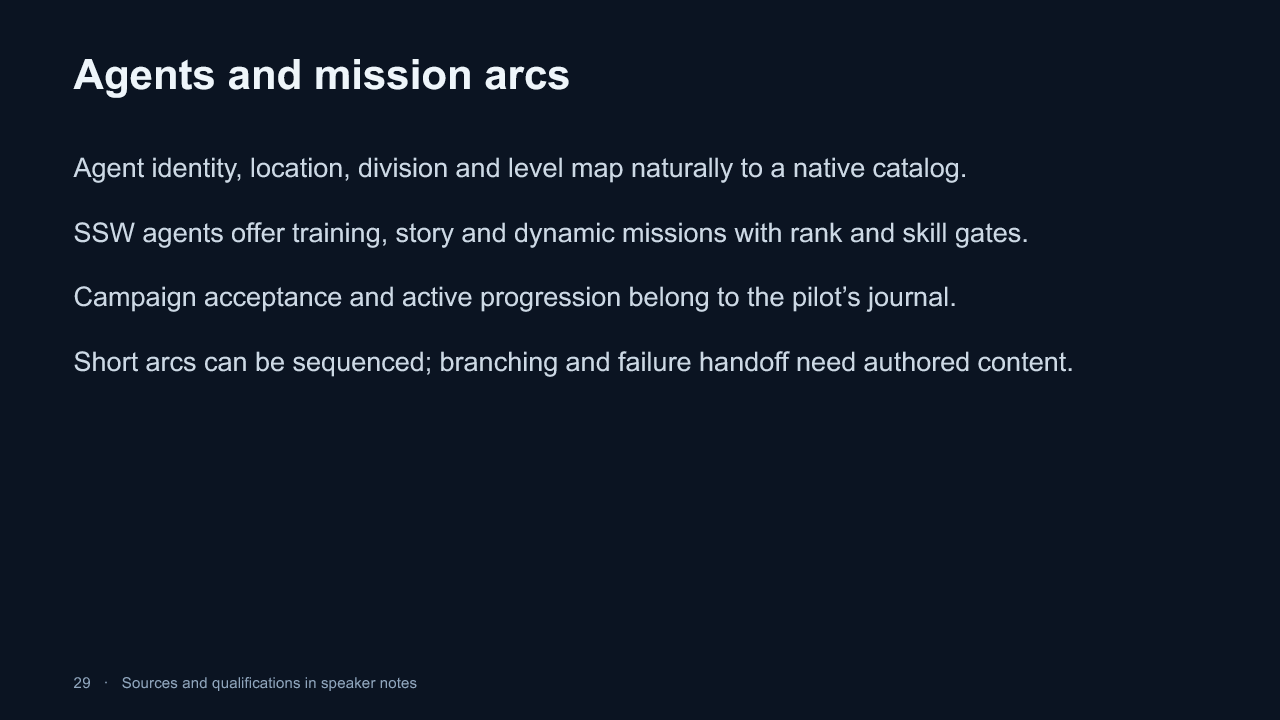 Agents and mission arcs
Agent identity, location, division and level map naturally to a native catalog.
SSW agents offer training, story and dynamic missions with rank and skill gates.
Campaign acceptance and active progression belong to the pilot’s journal.
Short arcs can be sequenced; branching and failure handoff need authored content.
29 · Sources and qualifications in speaker notes